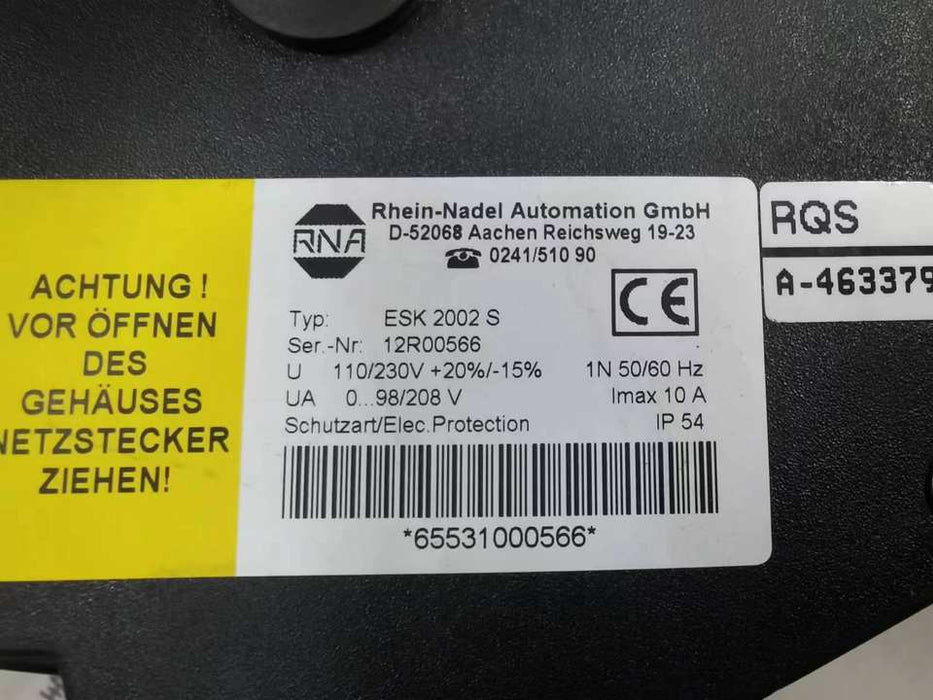 ACHTUNG !
VOR ÖFFNEN
DES
GEHÄUSES
NETZSTECKER
ZIEHEN!
RNA
Rhein-Nadel Automation GmbH
D-52068 Aachen Reichsweg 19-23
☎ 0241/510 90
CE
Typ: ESK 2002 S
Ser.-Nr: 12R00566
U 110/230V +20%/-15% 1N 50/60 Hz
UA 0...98/208 V Imax 10 A
Schutzart/Elec.Protection IP 54
*65531000566*
RQS
A-463379